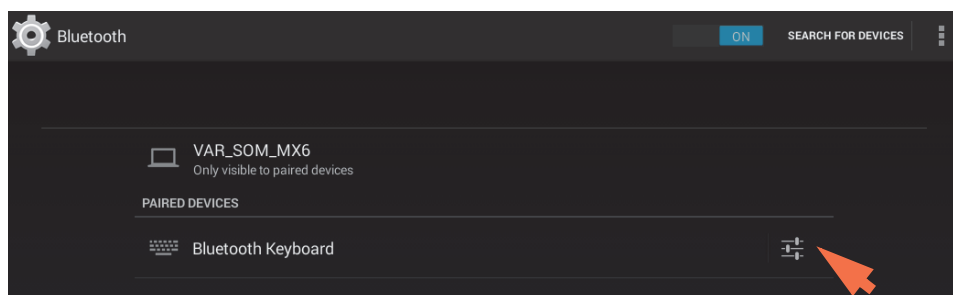 Bluetooth
ON
SEARCH FOR DEVICES
VAR_SOM_MX6
Only visible to paired devices
PAIRED DEVICES
Bluetooth Keyboard